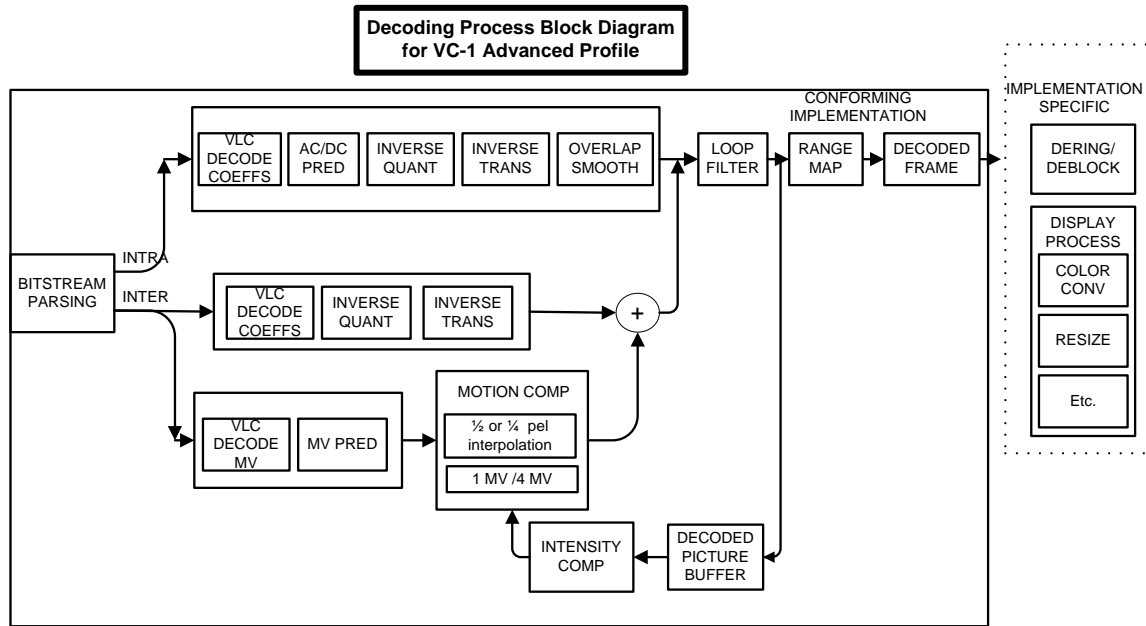 Decoding Process Block Diagram
for VC-1 Advanced Profile
CONFORMING
IMPLEMENTATION
IMPLEMENTATION
SPECIFIC
VLC
DECODE
COEFFS
AC/DC
PRED
INVERSE
QUANT
INVERSE
TRANS
OVERLAP
SMOOTH
LOOP
FILTER
RANGE
MAP
DECODED
FRAME
DERING/
DEBLOCK
DISPLAY
PROCESS
COLOR
CONV
RESIZE
Etc.
BITSTREAM
PARSING
INTRA
INTER
VLC
DECODE
COEFFS
INVERSE
QUANT
INVERSE
TRANS
+
VLC
DECODE
MV
MV PRED
MOTION COMP
½ or ¼ pel
interpolation
1 MV /4 MV
INTENSITY
COMP
DECODED
PICTURE
BUFFER